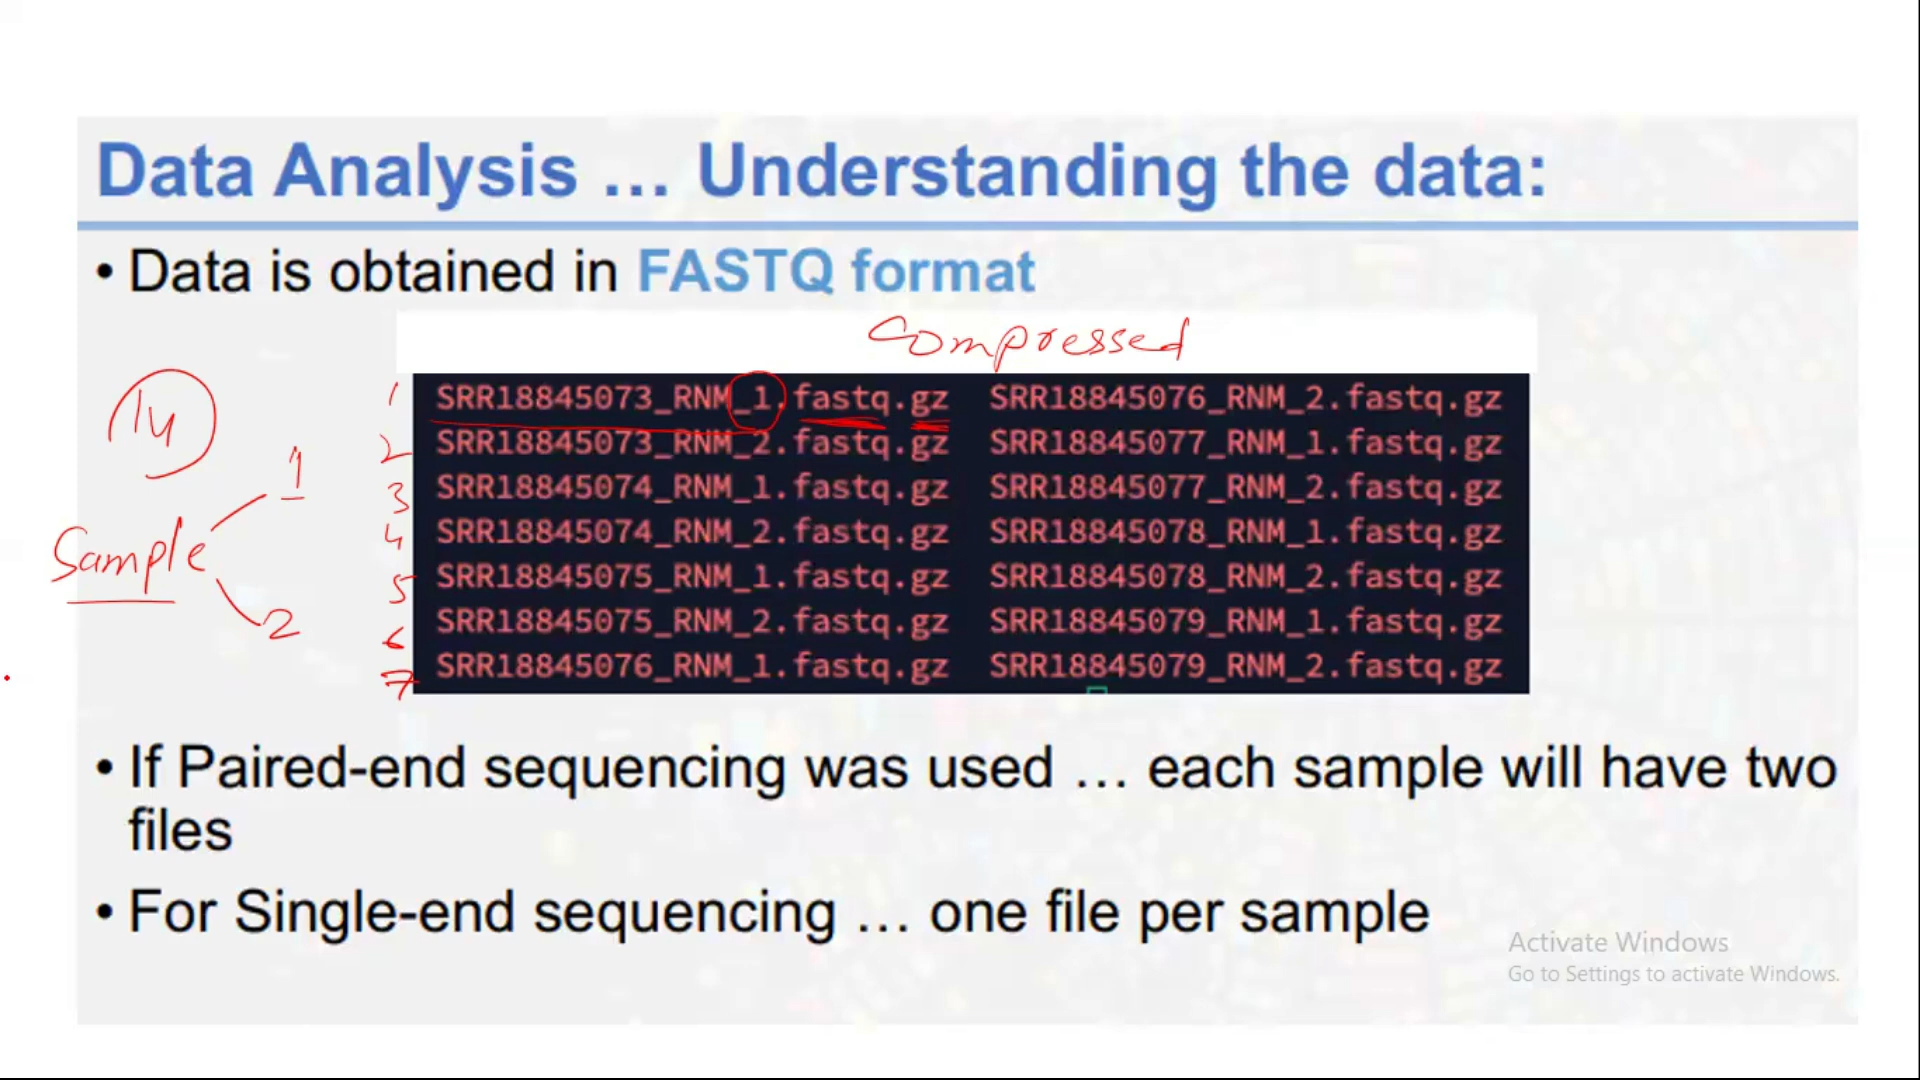 Data Analysis … Understanding the data:
• Data is obtained in FASTQ format
Compressed
14
1 SRR18845073_RNM_1.fastq.gz SRR18845076_RNM_2.fastq.gz
2 SRR18845073_RNM_2.fastq.gz SRR18845077_RNM_1.fastq.gz
1
3 SRR18845074_RNM_1.fastq.gz SRR18845077_RNM_2.fastq.gz
4 SRR18845074_RNM_2.fastq.gz SRR18845078_RNM_1.fastq.gz
Sample
5 SRR18845075_RNM_1.fastq.gz SRR18845078_RNM_2.fastq.gz
2
6 SRR18845075_RNM_2.fastq.gz SRR18845079_RNM_1.fastq.gz
7 SRR18845076_RNM_1.fastq.gz SRR18845079_RNM_2.fastq.gz
• If Paired-end sequencing was used … each sample will have two
files
• For Single-end sequencing … one file per sample
Activate Windows
Go to Settings to activate Windows.